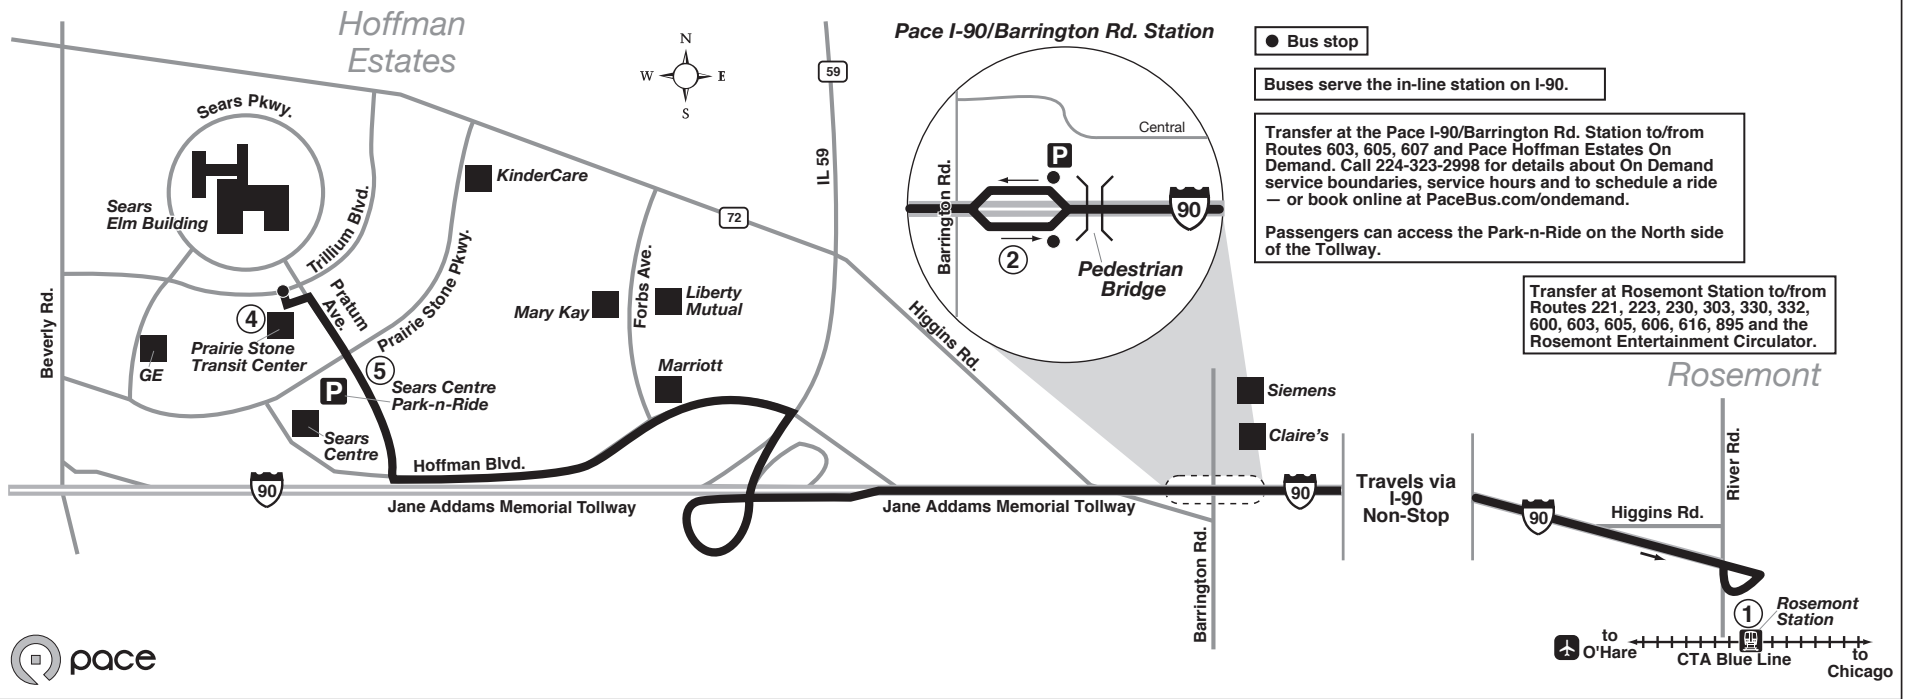 Hoffman
Estates
N
W
E
S
59
Pace I-90/Barrington Rd. Station
Bus stop
Buses serve the in-line station on I-90.
Transfer at the Pace I-90/Barrington Rd. Station to/from
Routes 603, 605, 607 and Pace Hoffman Estates On
Demand. Call 224-323-2998 for details about On Demand
service boundaries, service hours and to schedule a ride
— or book online at PaceBus.com/ondemand.
Passengers can access the Park-n-Ride on the North side
of the Tollway.
Transfer at Rosemont Station to/from
Routes 221, 223, 230, 303, 330, 332,
600, 603, 605, 606, 616, 895 and the
Rosemont Entertainment Circulator.
Rosemont
Sears Pkwy.
Sears
Elm Building
Trillium Blvd.
KinderCare
IL 59
72
Central
P
Barrington Rd.
90
2
Pedestrian
Bridge
Beverly Rd.
Pratum
Ave.
Prairie Stone Pkwy.
4
Prairie Stone
Transit Center
GE
5
P
Sears Centre
Park-n-Ride
Sears
Centre
Mary Kay
Forbs Ave.
Liberty
Mutual
Marriott
Higgins Rd.
Siemens
Claire's
Hoffman Blvd.
90
Jane Addams Memorial Tollway
Jane Addams Memorial Tollway
90
Travels via
I-90
Non-Stop
90
Higgins Rd.
River Rd.
Barrington Rd.
1
Rosemont
Station
to
O'Hare
CTA Blue Line
to
Chicago
pace